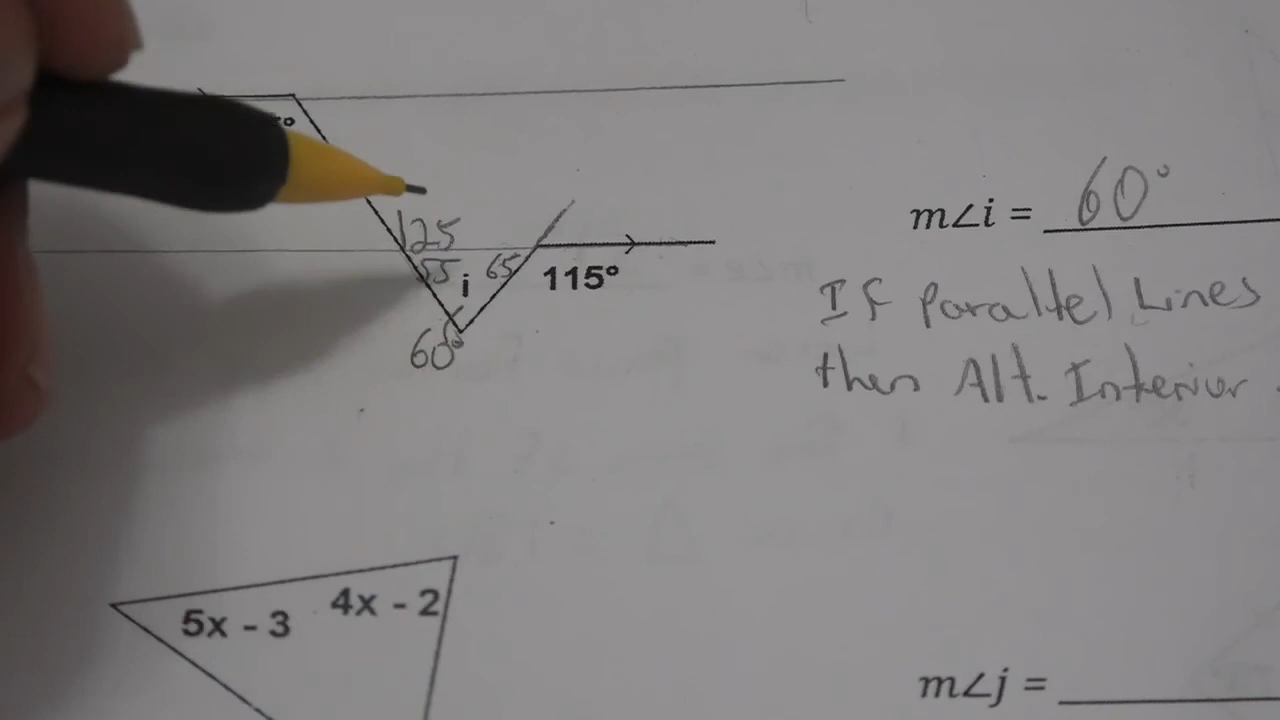 125
m∠i = 60°
55 i 65 115°
If Parallel Lines
then Alt. Interior
60°
5x - 3 4x - 2
m∠j =